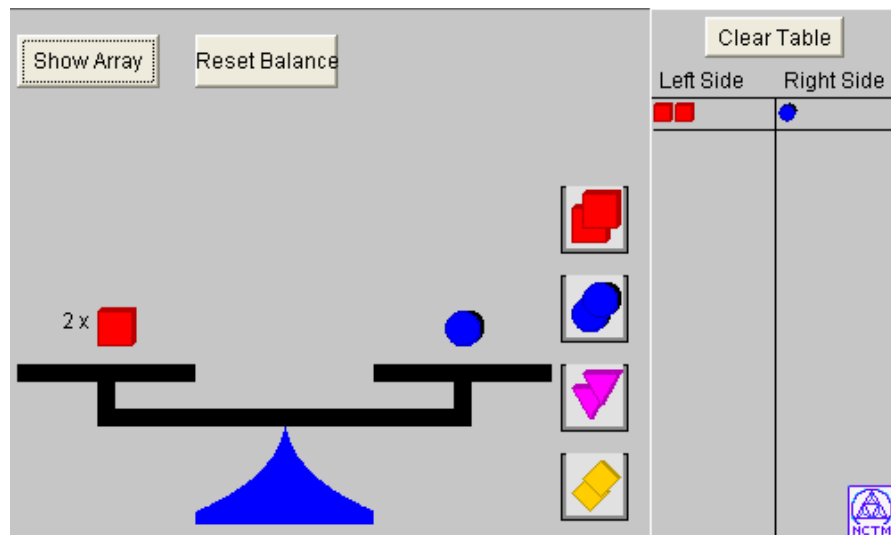 Show Array
Reset Balance
2 x
Clear Table
Left Side Right Side
NCTM